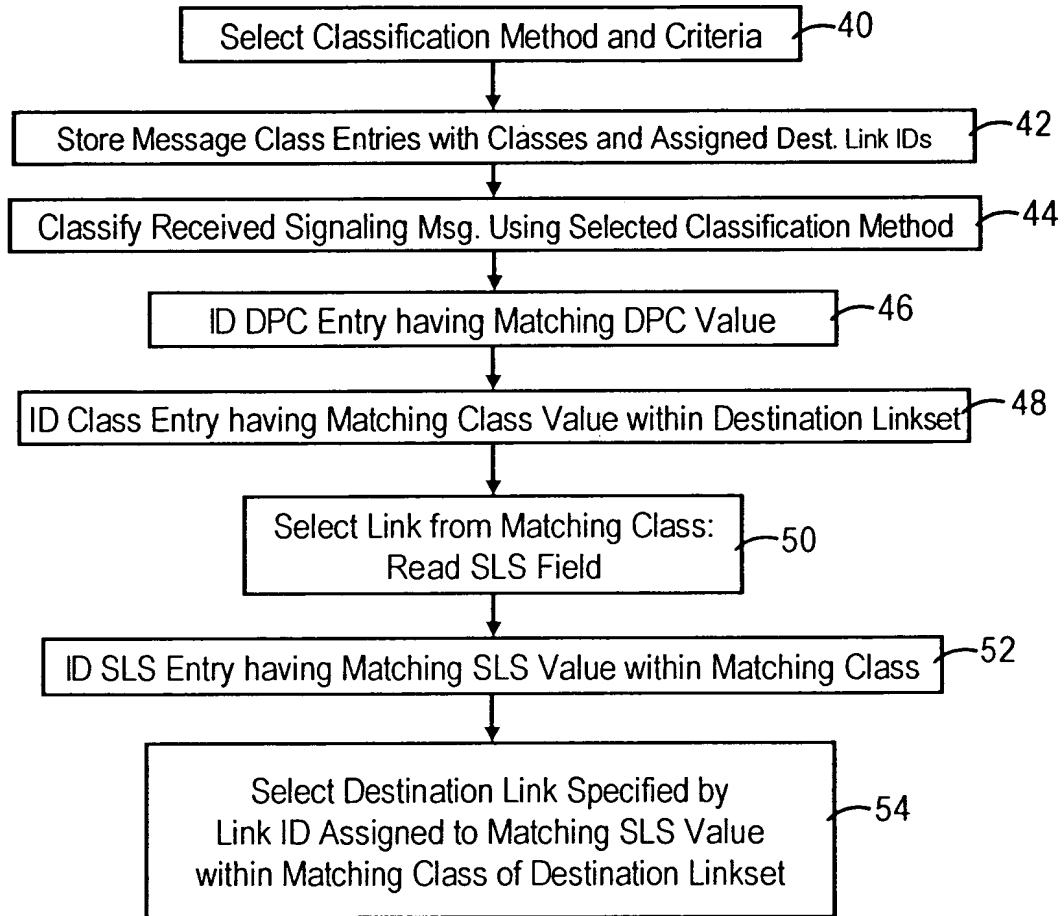 Select Classification Method and Criteria 40
Store Message Class Entries with Classes and Assigned Dest. Link IDs 42
Classify Received Signaling Msg. Using Selected Classification Method 44
ID DPC Entry having Matching DPC Value 46
ID Class Entry having Matching Class Value within Destination Linkset 48
Select Link from Matching Class:
Read SLS Field 50
ID SLS Entry having Matching SLS Value within Matching Class 52
Select Destination Link Specified by
Link ID Assigned to Matching SLS Value 54
within Matching Class of Destination Linkset